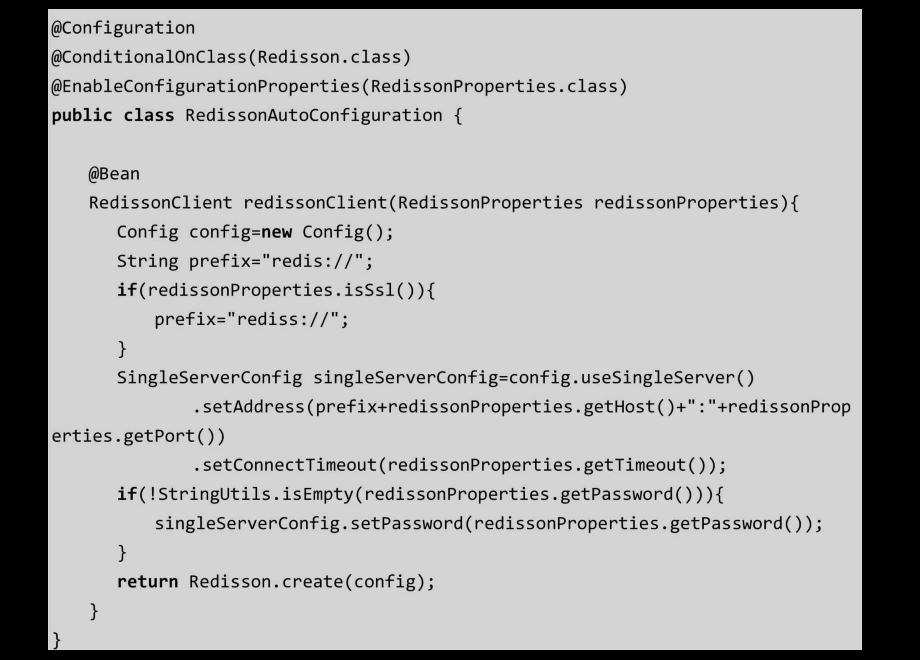 @Configuration
@ConditionalOnClass(Redisson.class)
@EnableConfigurationProperties(RedissonProperties.class)
public class RedissonAutoConfiguration {
@Bean
RedissonClient redissonClient(RedissonProperties redissonProperties){
Config config=new Config();
String prefix="redis://";
if(redissonProperties.isSsl()){
prefix="rediss://";
}
SingleServerConfig singleServerConfig=config.useSingleServer()
.setAddress(prefix+redissonProperties.getHost()+":"+redissonProp
erties.getPort())
.setConnectTimeout(redissonProperties.getTimeout());
if(!StringUtils.isEmpty(redissonProperties.getPassword())){
singleServerConfig.setPassword(redissonProperties.getPassword());
}
return Redisson.create(config);
}
}